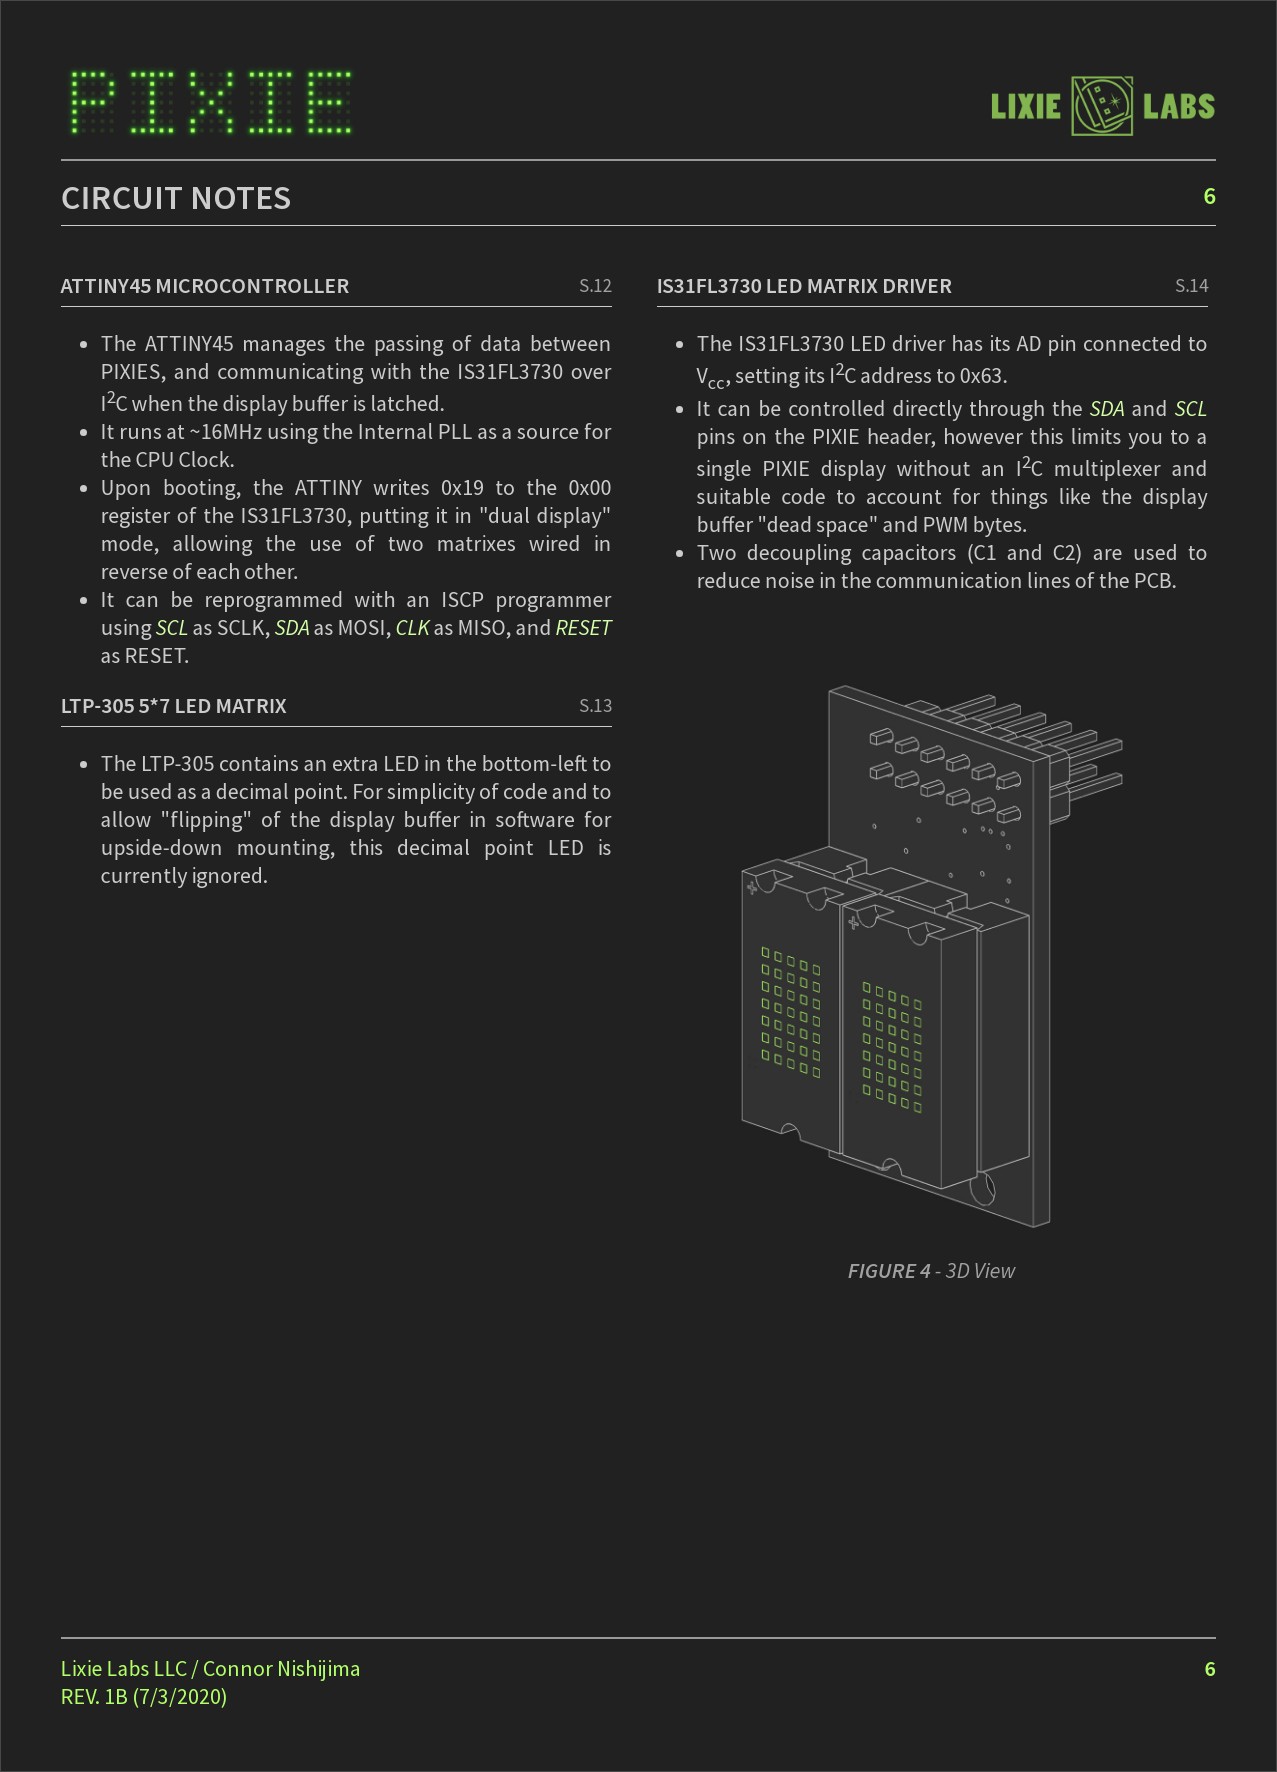 PIXIE
LIXIE LABS
CIRCUIT NOTES
6
ATTINY45 MICROCONTROLLER
S.12
• The ATTINY45 manages the passing of data between
PIXIES, and communicating with the IS31FL3730 over
I²C when the display buffer is latched.
• It runs at ~16MHz using the Internal PLL as a source for
the CPU Clock.
• Upon booting, the ATTINY writes 0x19 to the 0x00
register of the IS31FL3730, putting it in "dual display"
mode, allowing the use of two matrixes wired in
reverse of each other.
• It can be reprogrammed with an ISCP programmer
using SCL as SCLK, SDA as MOSI, CLK as MISO, and RESET
as RESET.
LTP-305 5*7 LED MATRIX
S.13
• The LTP-305 contains an extra LED in the bottom-left to
be used as a decimal point. For simplicity of code and to
allow "flipping" of the display buffer in software for
upside-down mounting, this decimal point LED is
currently ignored.
IS31FL3730 LED MATRIX DRIVER
S.14
• The IS31FL3730 LED driver has its AD pin connected to
Vcc, setting its I²C address to 0x63.
• It can be controlled directly through the SDA and SCL
pins on the PIXIE header, however this limits you to a
single PIXIE display without an I²C multiplexer and
suitable code to account for things like the display
buffer "dead space" and PWM bytes.
• Two decoupling capacitors (C1 and C2) are used to
reduce noise in the communication lines of the PCB.
FIGURE 4 - 3D View
Lixie Labs LLC / Connor Nishijima
REV. 1B (7/3/2020)
6